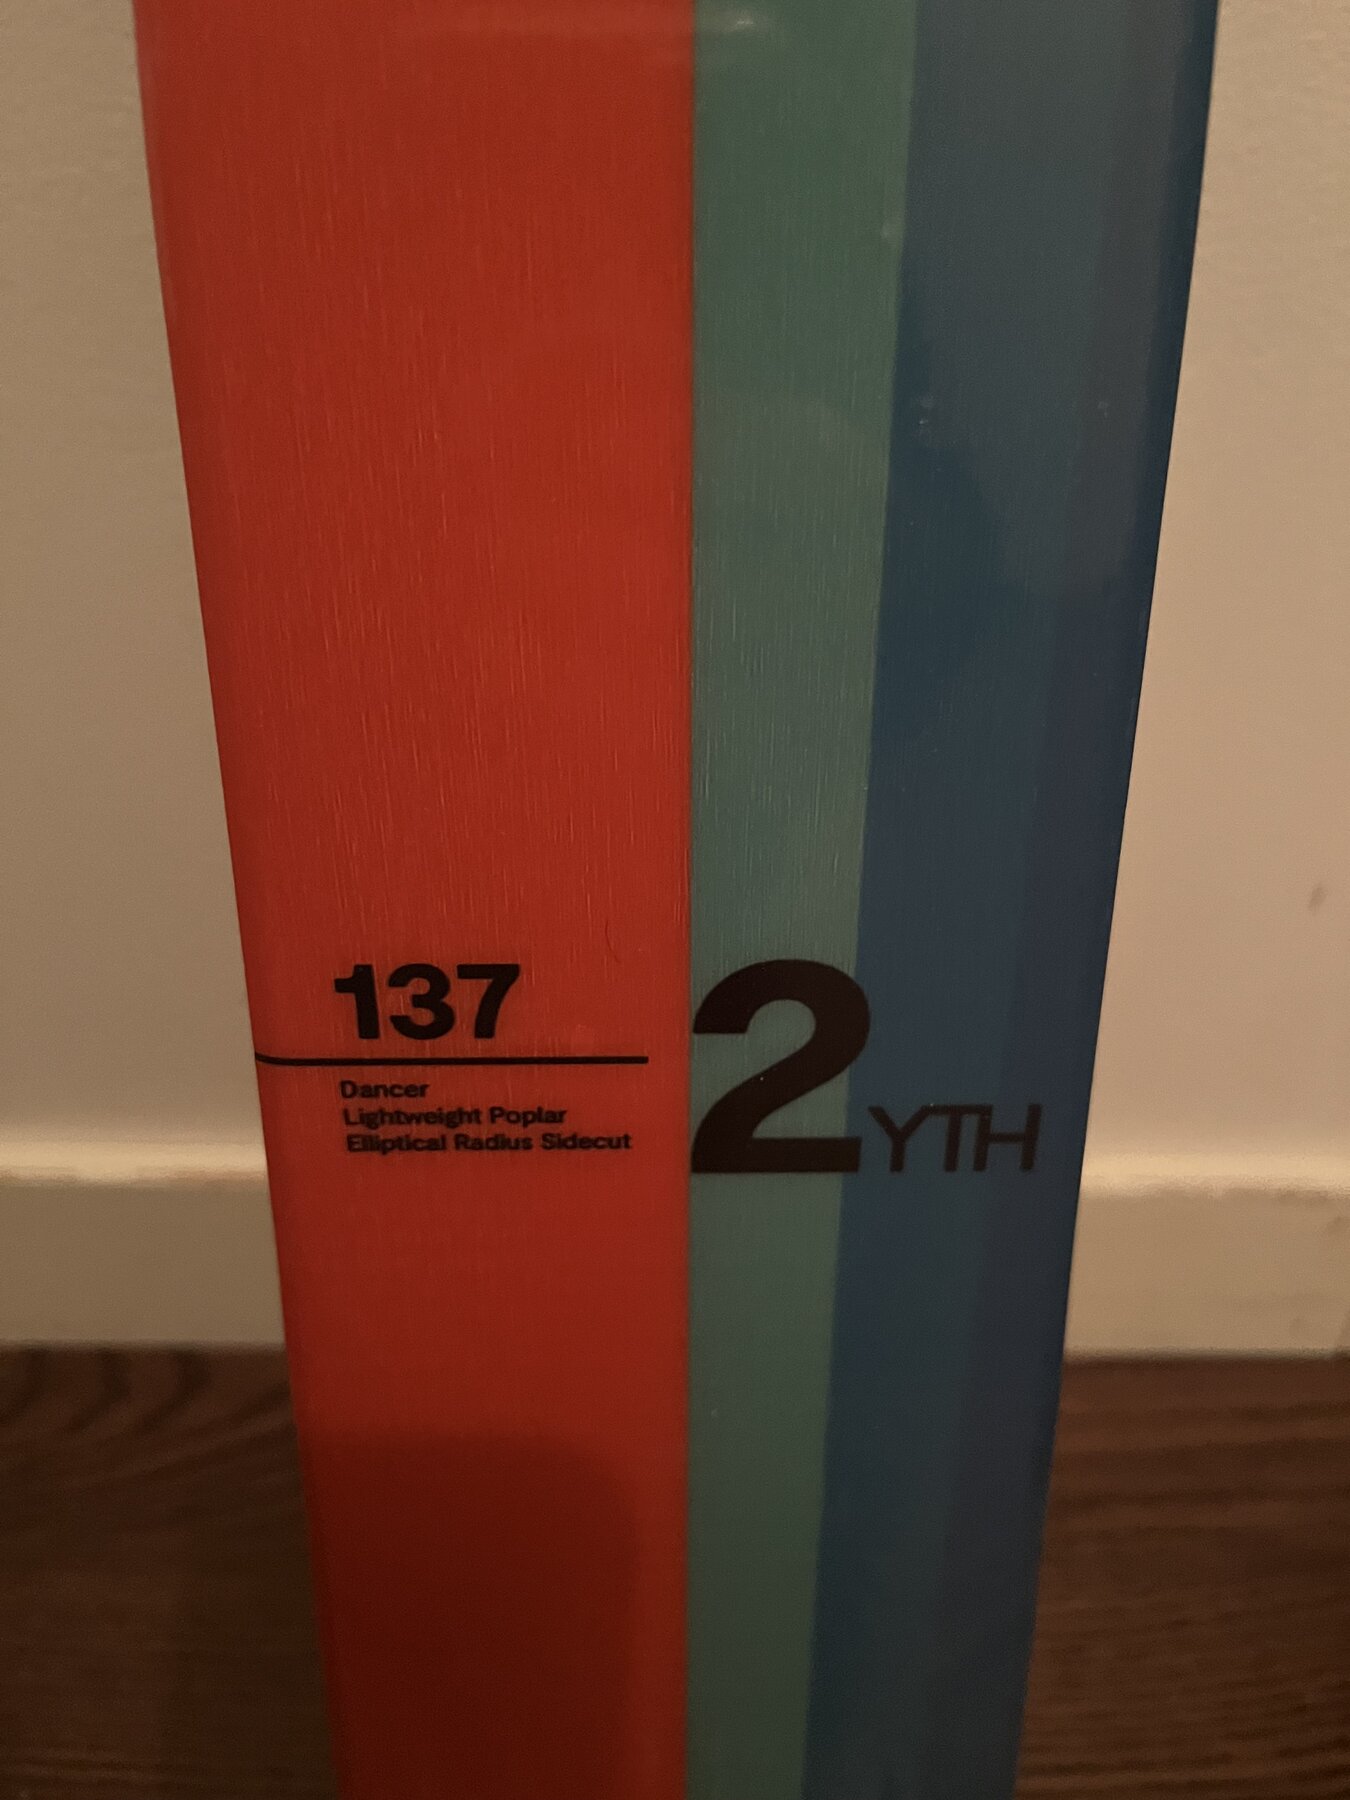 137
Dancer
Lightweight Poplar
Elliptical Radius Sidecut
2YTH